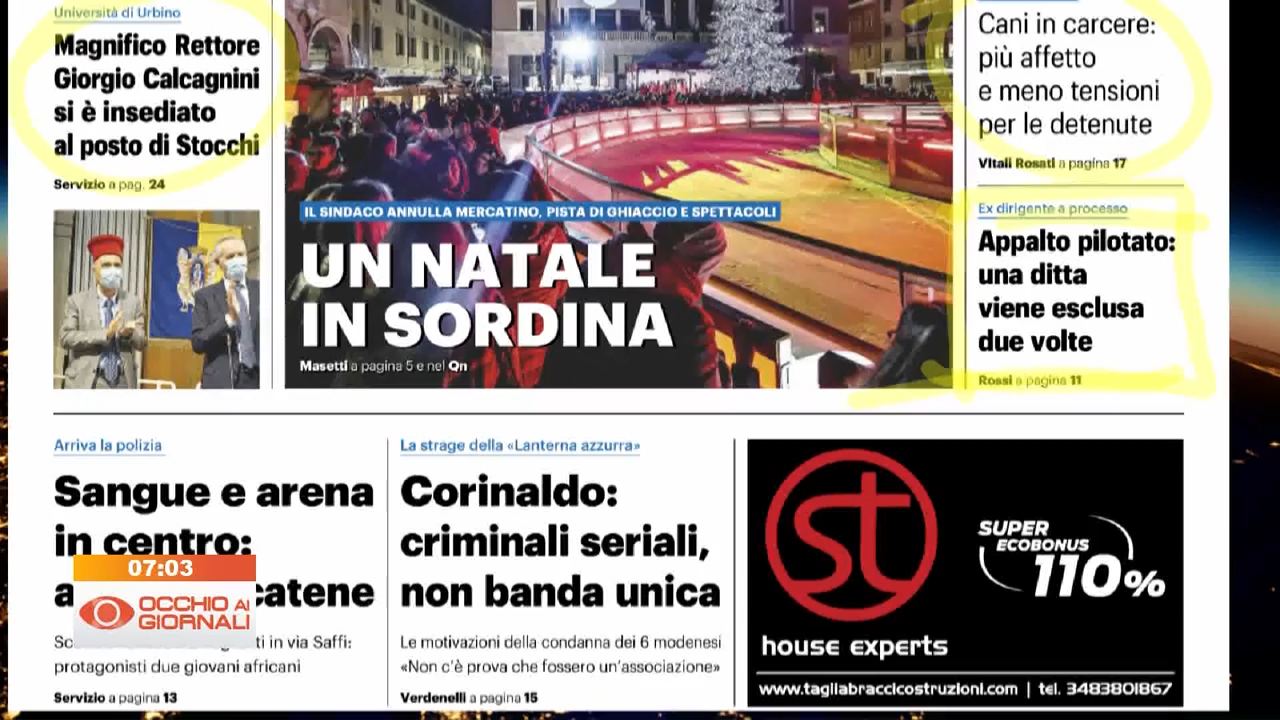 Università di Urbino
Magnifico Rettore
Giorgio Calcagnini
si è insediato
al posto di Stocchi
Servizio a pag. 24
IL SINDACO ANNULLA MERCATINO, PISTA DI GHIACCIO E SPETTACOLI
UN NATALE
IN SORDINA
Masetti a pagina 5 e nel Qn
Cani in carcere:
più affetto
e meno tensioni
per le detenute
Vitali Rosati a pagina 17
Ex dirigente a processo
Appalto pilotato:
una ditta
viene esclusa
due volte
Rossi a pagina 11
Arriva la polizia
Sangue e arena
in centro:
catene
ti in via Saffi:
protagonisti due giovani africani
Servizio a pagina 13
07:03
OCCHIO AI
GIORNALI
La strage della «Lanterna azzurra»
Corinaldo:
criminali seriali,
non banda unica
Le motivazioni della condanna dei 6 modenesi
«Non c'è prova che fossero un'associazione»
Verdenelli a pagina 15
st
house experts
SUPER
ECOBONUS
110%
www.tagliabraccicostruzioni.com | tel. 3483801867